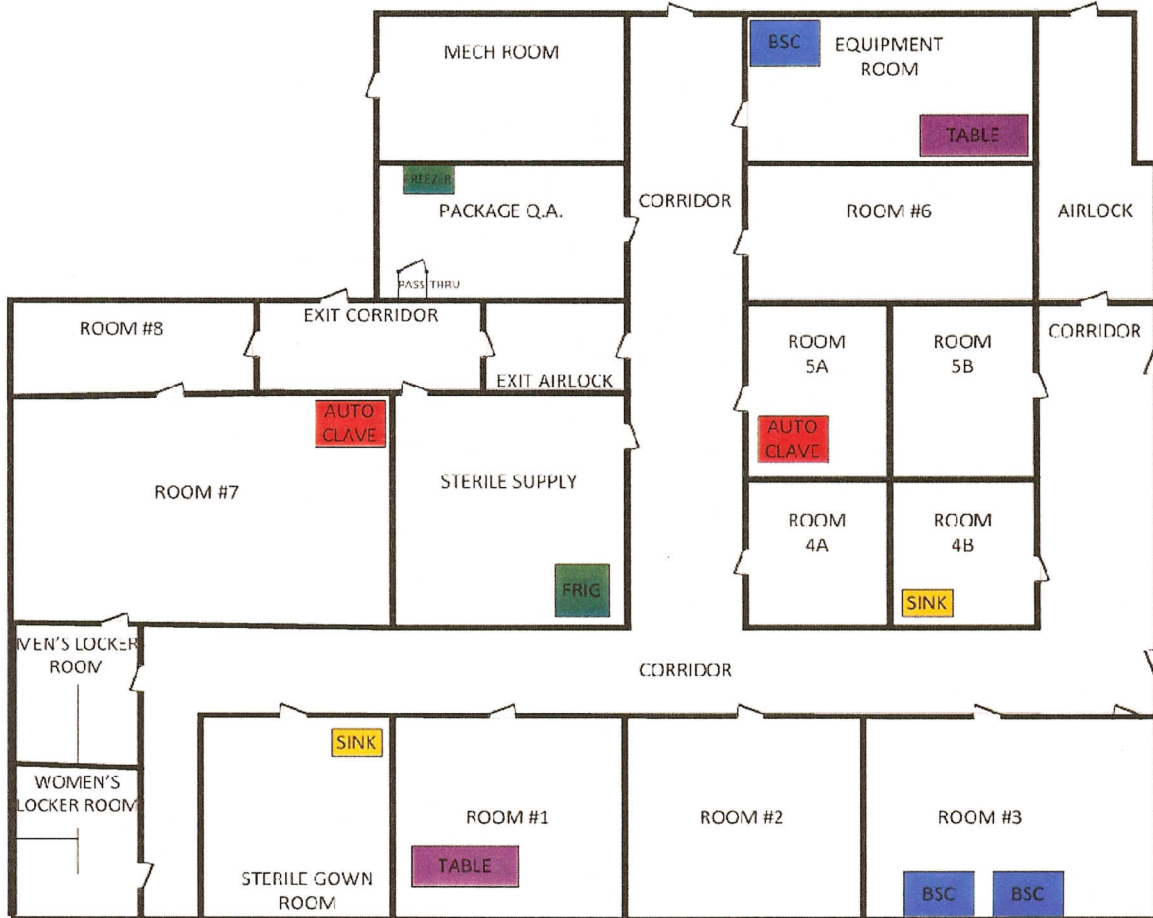 BSC
EQUIPMENT
ROOM
MECH ROOM
TABLE
FREEZER
PACKAGE Q.A.
CORRIDOR
ROOM #6
AIRLOCK
PASS THRU
EXIT CORRIDOR
ROOM #8
ROOM
5A
ROOM
5B
CORRIDOR
EXIT AIRLOCK
AUTO
CLAVE
AUTO
CLAVE
STERILE SUPPLY
ROOM #7
ROOM
4A
ROOM
4B
FRIG
SINK
MEN'S LOCKER
ROOM
CORRIDOR
SINK
WOMEN'S
LOCKER ROOM
ROOM #1
ROOM #2
ROOM #3
TABLE
STERILE GOWN
ROOM
BSC
BSC